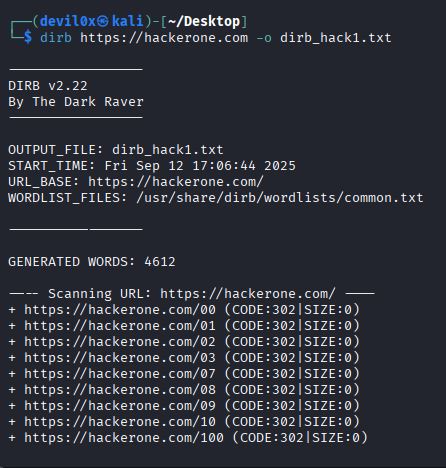 ┌──(devil0x㉿kali)-[~/Desktop]
└─$ dirb https://hackerone.com -o dirb_hack1.txt
-----------------
DIRB v2.22
By The Dark Raver
-----------------
OUTPUT_FILE: dirb_hack1.txt
START_TIME: Fri Sep 12 17:06:44 2025
URL_BASE: https://hackerone.com/
WORDLIST_FILES: /usr/share/dirb/wordlists/common.txt
-----------------
GENERATED WORDS: 4612
---- Scanning URL: https://hackerone.com/ ----
+ https://hackerone.com/00 (CODE:302|SIZE:0)
+ https://hackerone.com/01 (CODE:302|SIZE:0)
+ https://hackerone.com/02 (CODE:302|SIZE:0)
+ https://hackerone.com/03 (CODE:302|SIZE:0)
+ https://hackerone.com/07 (CODE:302|SIZE:0)
+ https://hackerone.com/08 (CODE:302|SIZE:0)
+ https://hackerone.com/09 (CODE:302|SIZE:0)
+ https://hackerone.com/10 (CODE:302|SIZE:0)
+ https://hackerone.com/100 (CODE:302|SIZE:0)